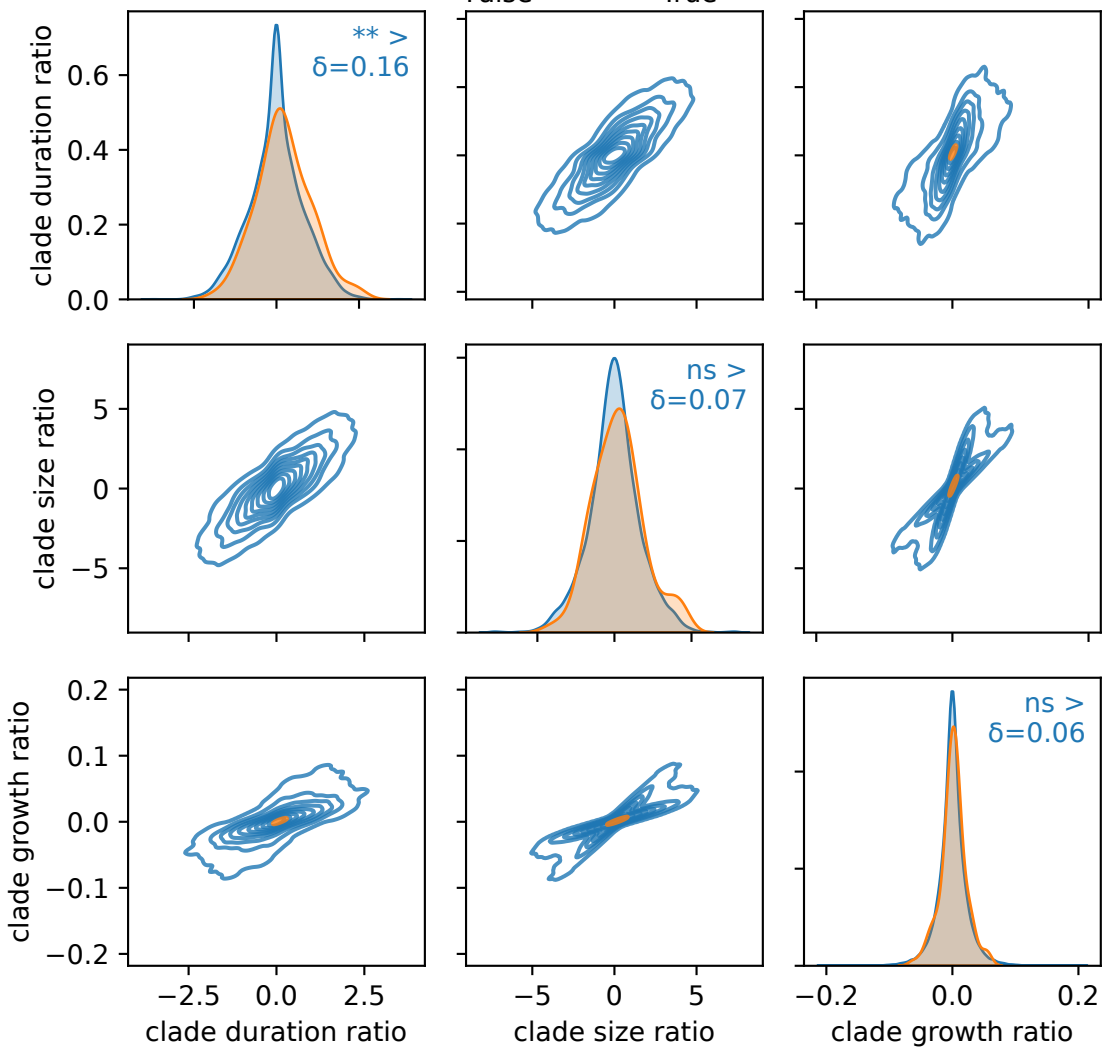 clade duration ratio
0.6
0.4
0.2
0.0
** >
δ=0.16
clade size ratio
5
0
−5
ns >
δ=0.07
clade growth ratio
0.2
0.1
0.0
−0.1
−0.2
ns >
δ=0.06
−2.5 0.0 2.5
−5 0 5
−0.2 0.0 0.2
clade duration ratio
clade size ratio
clade growth ratio